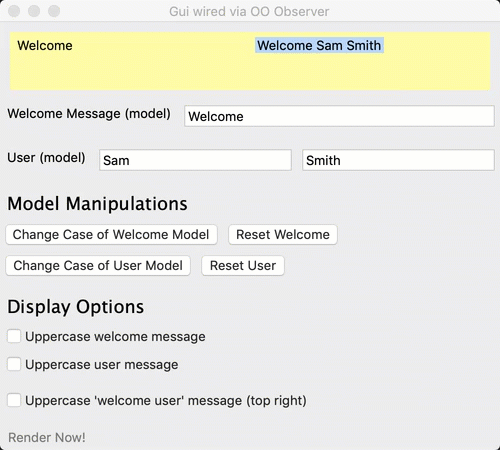 Gui wired via OO Observer
Welcome Welcome Sam Smith
Welcome Message (model) Welcome
User (model) Sam Smith
Model Manipulations
Change Case of Welcome Model Reset Welcome
Change Case of User Model Reset User
Display Options
Uppercase welcome message
Uppercase user message
Uppercase 'welcome user' message (top right)
Render Now!